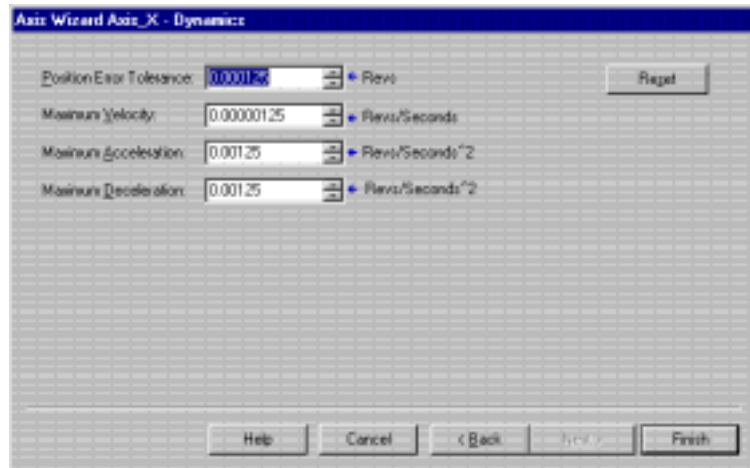 Axis Wizard Axis_X - Dynamics
Position Error Tolerance: 0.000125 Revs
Reset
Maximum Velocity: 0.00000125 Revs/Seconds
Maximum Acceleration: 0.00125 Revs/Seconds^2
Maximum Deceleration: 0.00125 Revs/Seconds^2
Help Cancel < Back Next > Finish